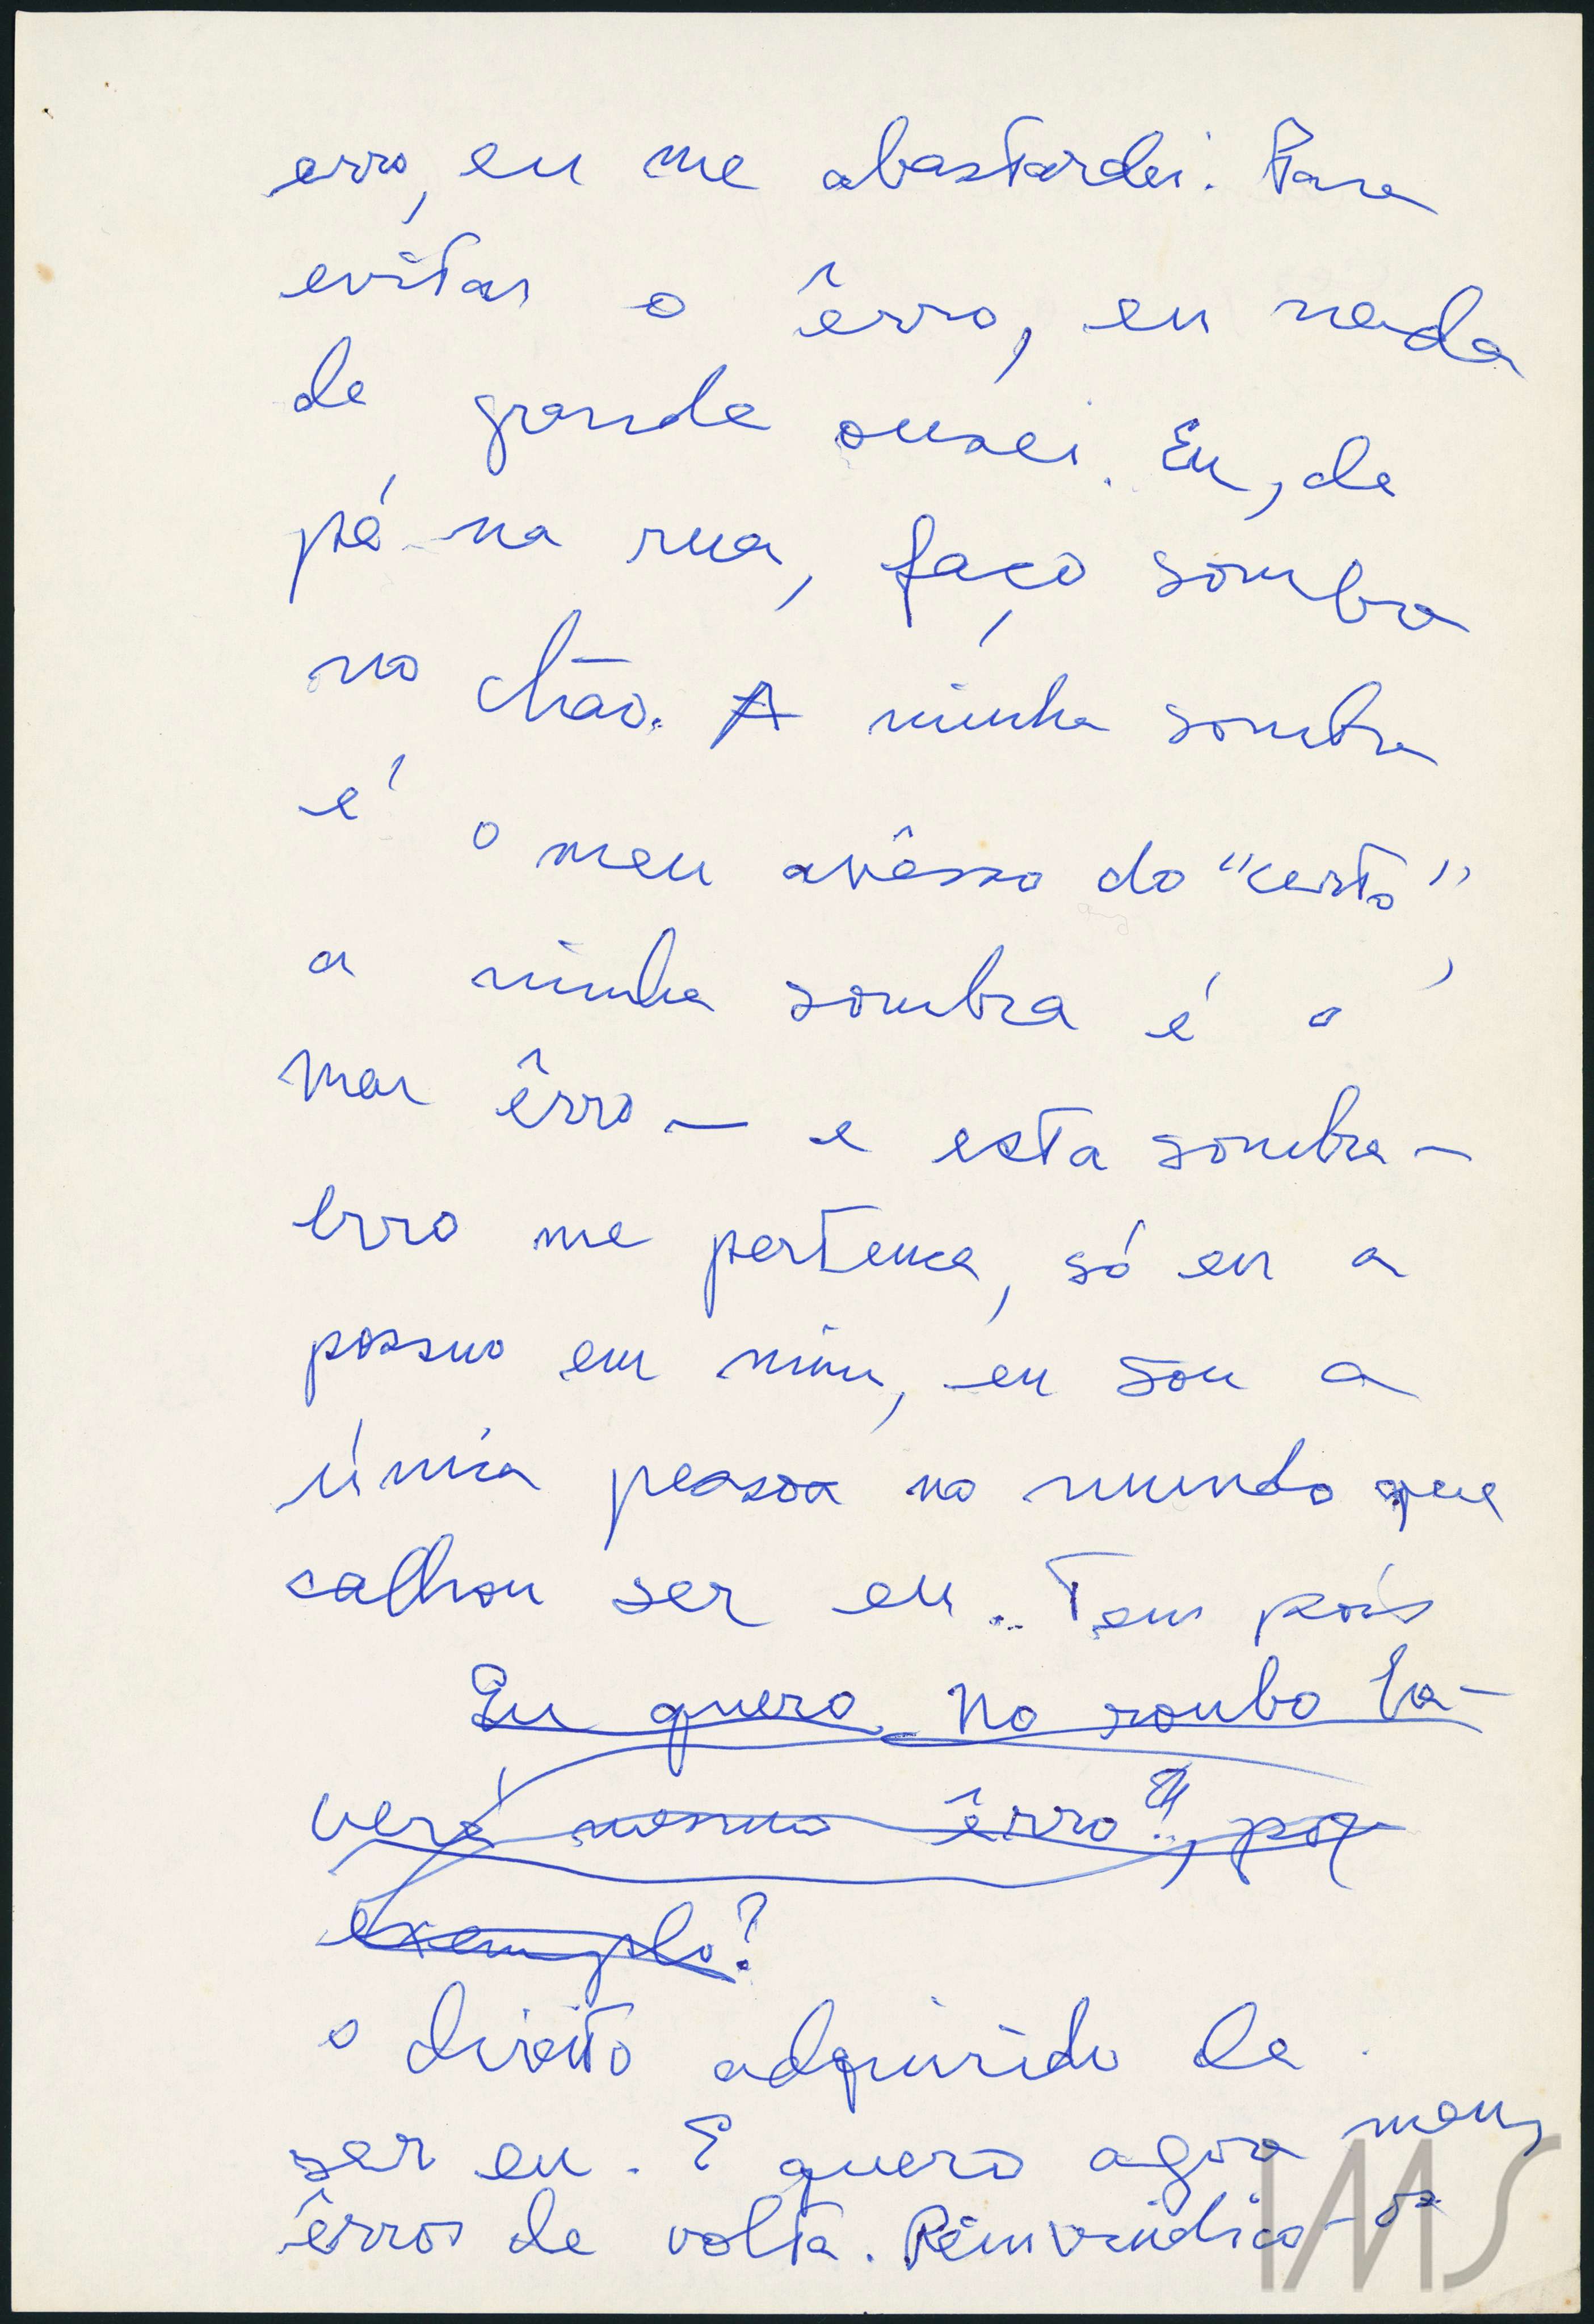 erro, eu me abastardei. Para
evitar o êrro, eu nada
de grande ousei. Eu, de
pé na rua, faço sombra
no chão. A minha sombra
é o meu avêsso do "certo",
a minha sombra é o
meu êrro — e esta sombra-
erro me pertence, só eu a
possuo em mim, eu sou a
única pessoa no mundo que
calhou ser eu. Tem pois
Eu quero No roubo ha-
verá mesmo êrro", por
exemplo?
o direito adquirido de
ser eu. E quero agora meus
êrros de volta. Reinvindico-os
IMS